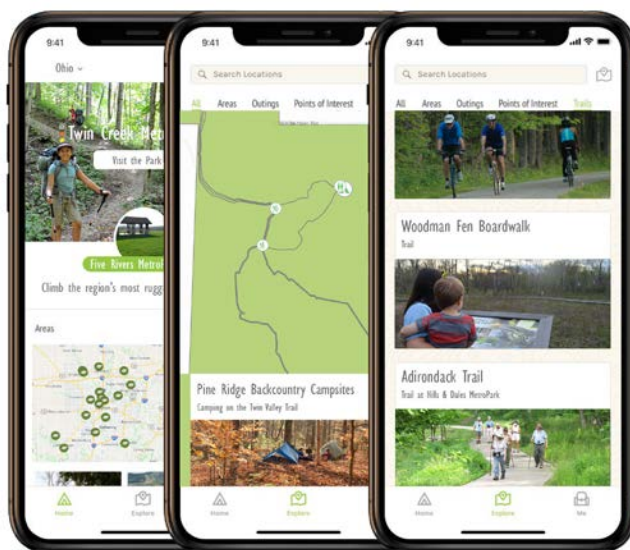 9:41
Ohio
Twin Creek Met
Visit the Park
Five Rivers MetroP
Climb the region's most rugg
Areas
Home
Explore
9:41
Search Locations
All Areas Outings Points of Interest
Pine Ridge Backcountry Campsites
Camping on the Twin Valley Trail
Home
Explore
9:41
Search Locations
All Areas Outings Points of Interest Trails
Woodman Fen Boardwalk
Trail
Adirondack Trail
Trail at Hills & Dales MetroPark
Home
Explore
Me